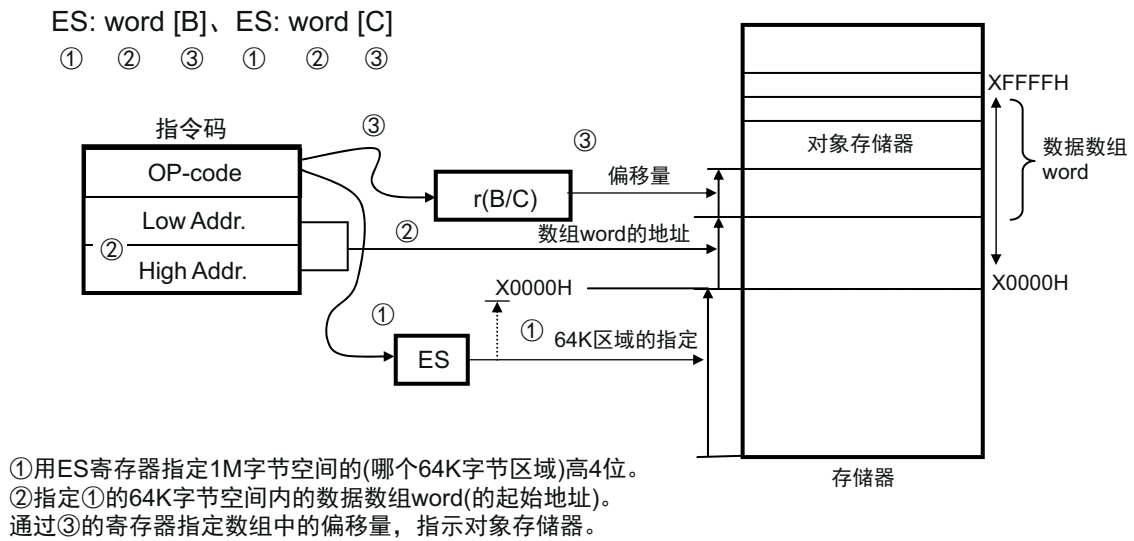 ES: word [B]、ES: word [C]
① ② ③ ① ② ③
XFFFFH
指令码
③
③
OP-code
对象存储器
数据数组
word
偏移量
r(B/C)
Low Addr.
②
数组word的地址
②
High Addr.
X0000H
X0000H
①
①
64K区域的指定
ES
存储器
①用ES寄存器指定1M字节空间的(哪个64K字节区域)高4位。
②指定①的64K字节空间内的数据数组word(的起始地址)。
通过③的寄存器指定数组中的偏移量，指示对象存储器。